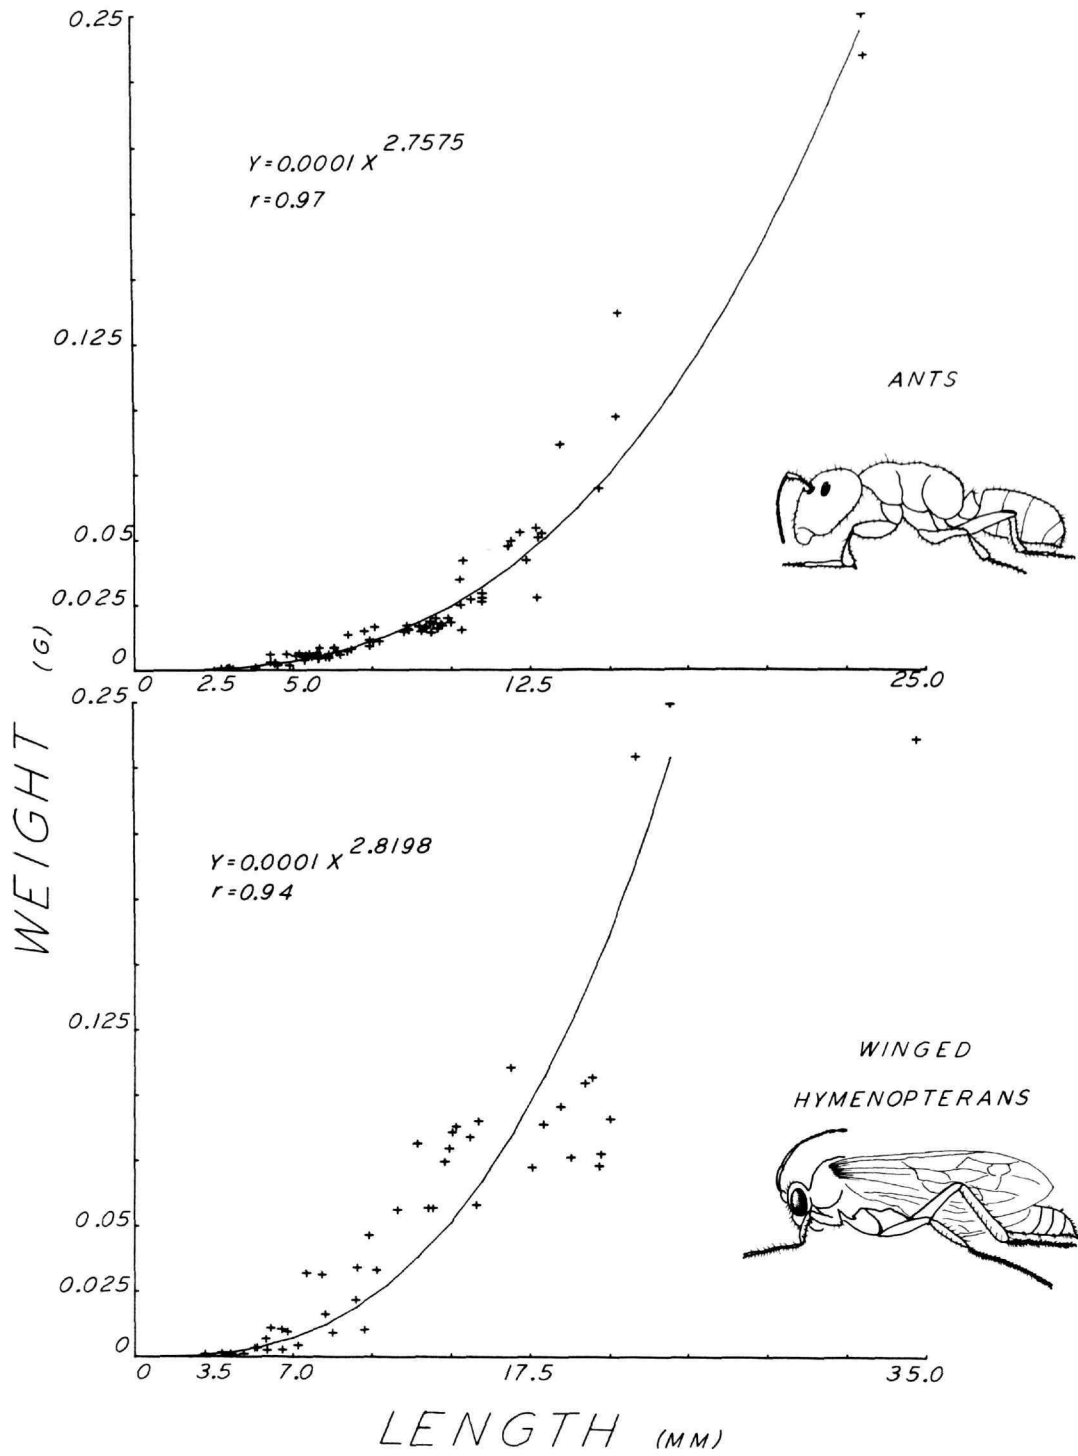 0.25
Y=0.0001 X 2.7575
r=0.97
0.125
ANTS
0.05
0.025
0
0 2.5 5.0 12.5 25.0
0.25
Y=0.0001 X 2.8198
r=0.94
0.125
WINGED
HYMENOPTERANS
0.05
0.025
0
0 3.5 7.0 17.5 35.0
WEIGHT (G)
LENGTH (MM)